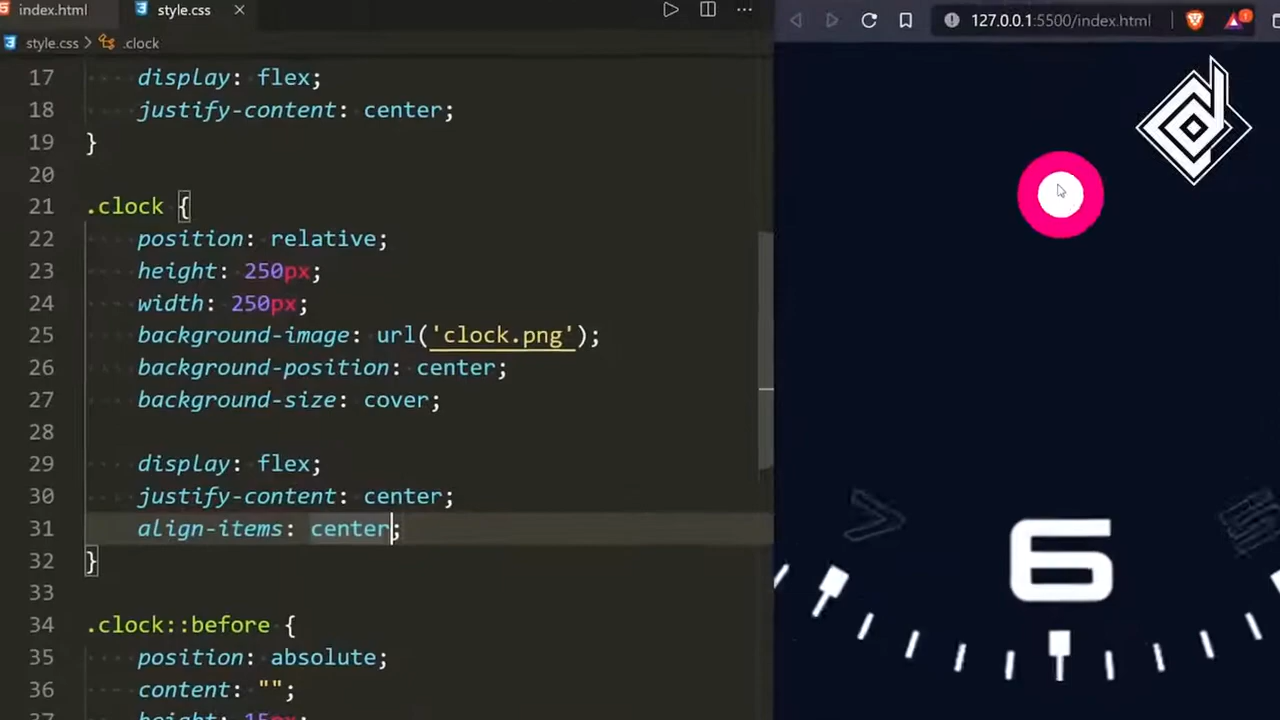 index.html
style.css
127.0.0.1:5500/index.html
style.css > .clock
17 display: flex;
18 justify-content: center;
19 }
20
21 .clock {
22 position: relative;
23 height: 250px;
24 width: 250px;
25 background-image: url('clock.png');
26 background-position: center;
27 background-size: cover;
28
29 display: flex;
30 justify-content: center;
31 align-items: center;
32 }
33
34 .clock::before {
35 position: absolute;
36 content: "";
37 height: 15px;
6